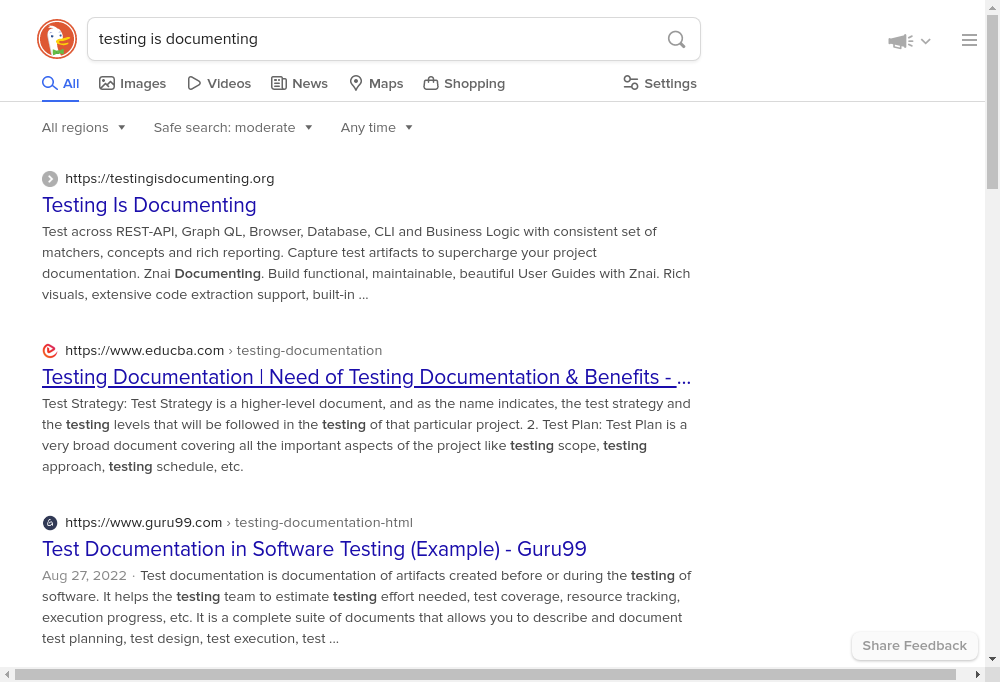 testing is documenting
All Images Videos News Maps Shopping Settings
All regions Safe search: moderate Any time
https://testingisdocumenting.org
Testing Is Documenting
Test across REST-API, Graph QL, Browser, Database, CLI and Business Logic with consistent set of
matchers, concepts and rich reporting. Capture test artifacts to supercharge your project
documentation. Znai Documenting. Build functional, maintainable, beautiful User Guides with Znai. Rich
visuals, extensive code extraction support, built-in ...
https://www.educba.com › testing-documentation
Testing Documentation | Need of Testing Documentation & Benefits - ...
Test Strategy: Test Strategy is a higher-level document, and as the name indicates, the test strategy and
the testing levels that will be followed in the testing of that particular project. 2. Test Plan: Test Plan is a
very broad document covering all the important aspects of the project like testing scope, testing
approach, testing schedule, etc.
https://www.guru99.com › testing-documentation-html
Test Documentation in Software Testing (Example) - Guru99
Aug 27, 2022 · Test documentation is documentation of artifacts created before or during the testing of
software. It helps the testing team to estimate testing effort needed, test coverage, resource tracking,
execution progress, etc. It is a complete suite of documents that allows you to describe and document
test planning, test design, test execution, test ...
Share Feedback